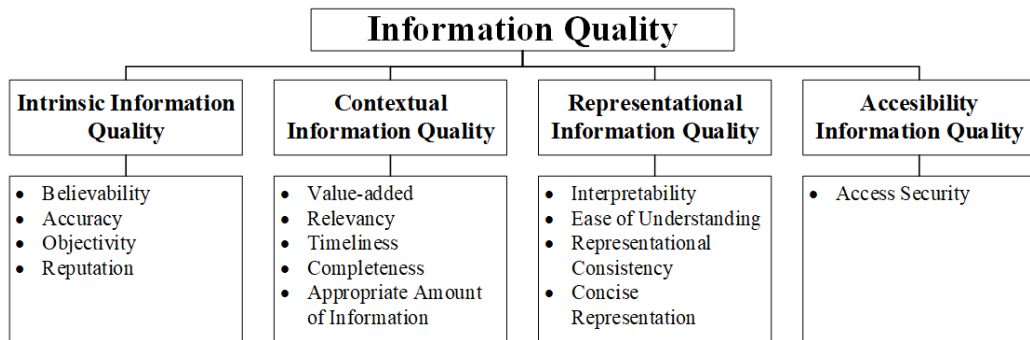 Information Quality
Intrinsic Information
Quality
• Believability
• Accuracy
• Objectivity
• Reputation
Contextual
Information Quality
• Value-added
• Relevancy
• Timeliness
• Completeness
• Appropriate Amount
of Information
Representational
Information Quality
• Interpretability
• Ease of Understanding
• Representational
Consistency
• Concise
Representation
Accesibility
Information Quality
• Access Security